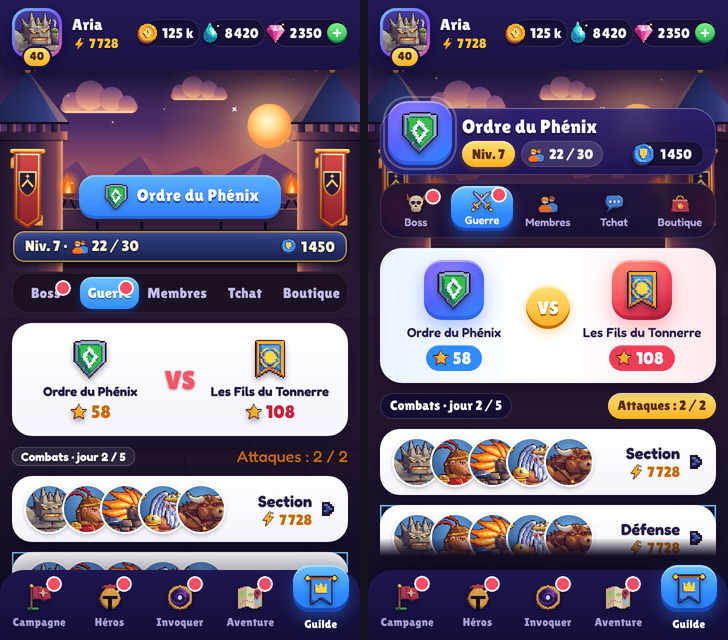 Aria
7728
40
125 k
8420
2350
Ordre du Phénix
Niv. 7 · 22 / 30
1450
Boss
Guerre
Membres
Tchat
Boutique
VS
Ordre du Phénix
58
Les Fils du Tonnerre
108
Combats · jour 2 / 5
Attaques : 2 / 2
Section
7728
Campagne
Héros
Invoquer
Aventure
Guilde
Aria
7728
40
125 k
8420
2350
Ordre du Phénix
Niv. 7
22 / 30
1450
Boss
Guerre
Membres
Tchat
Boutique
VS
Ordre du Phénix
58
Les Fils du Tonnerre
108
Combats · jour 2 / 5
Attaques : 2 / 2
Section
7728
Défense
7728
Campagne
Héros
Invoquer
Aventure
Guilde